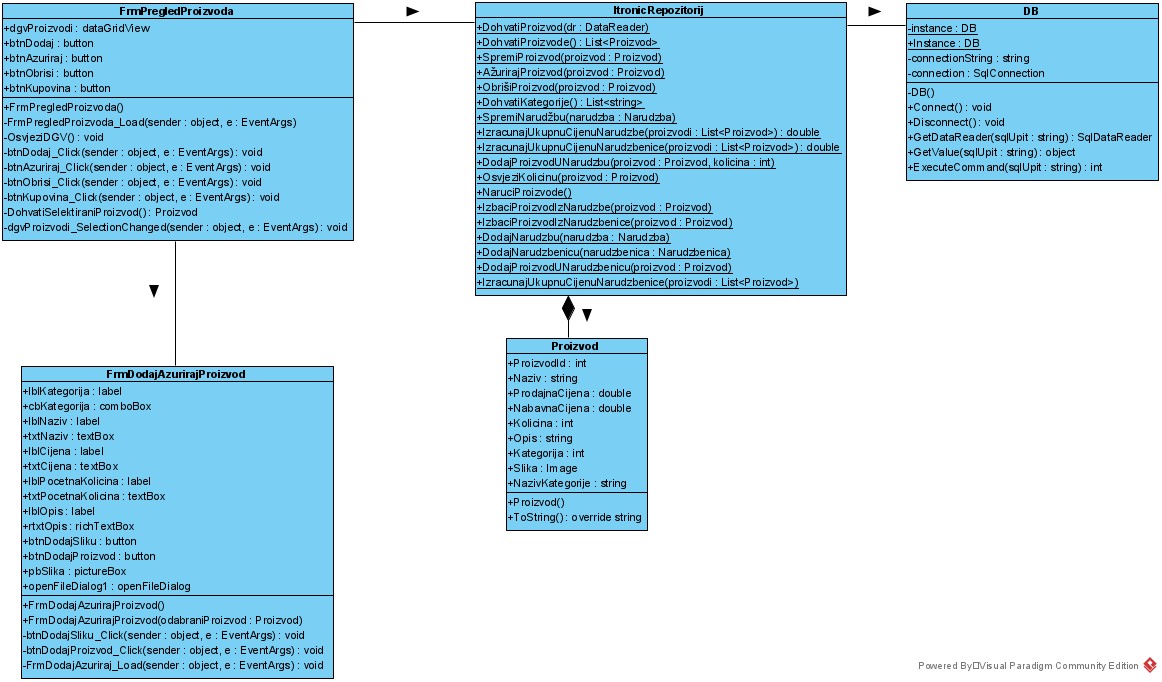 FrmPregledProizvoda
+dgvProizvodi : dataGridView
+btnDodaj : button
+btnAzuriraj : button
+btnObrisi : button
+btnKupovina : button
+FrmPregledProizvoda()
-FrmPregledProizvoda_Load(sender : object, e : EventArgs)
-OsvjeziDGV() : void
-btnDodaj_Click(sender : object, e : EventArgs) : void
-btnAzuriraj_Click(sender : object, e : EventArgs) : void
-btnObrisi_Click(sender : object, e : EventArgs) : void
-btnKupovina_Click(sender : object, e : EventArgs) : void
-DohvatiSelektiraniProizvod() : Proizvod
-dgvProizvodi_SelectionChanged(sender : object, e : EventArgs) : void
ItronicRepozitorij
+DohvatiProizvod(dr : DataReader)
+DohvatiProizvode() : List<Proizvod>
+SpremiProizvod(proizvod : Proizvod)
+AžurirajProizvod(proizvod : Proizvod)
+ObrišiProizvod(proizvod : Proizvod)
+DohvatiKategorije() : List<string>
+SpremiNarudžbu(narudzba : Narudzba)
+IzracunajUkupnuCijenuNarudzbe(proizvodi : List<Proizvod>) : double
+IzracunajUkupnuCijenuNarudzbenice(proizvodi : List<Proizvod>) : double
+DodajProizvodUNarudzbu(proizvod : Proizvod, kolicina : int)
+OsvjeziKolicinu(proizvod : Proizvod)
+NaruciProizvode()
+IzbaciProizvodIzNarudzbe(proizvod : Proizvod)
+IzbaciProizvodIzNarudzbenice(proizvod : Proizvod)
+DodajNarudzbu(narudzba : Narudzba)
+DodajNarudzbenicu(narudzbenica : Narudzbenica)
+DodajProizvodUNarudzbenicu(proizvod : Proizvod)
+IzracunajUkupnuCijenuNarudzbenice(proizvodi : List<Proizvod>)
DB
-instance : DB
+Instance : DB
-connectionString : string
-connection : SqlConnection
-DB()
+Connect() : void
+Disconnect() : void
+GetDataReader(sqlUpit : string) : SqlDataReader
+GetValue(sqlUpit : string) : object
+ExecuteCommand(sqlUpit : string) : int
Proizvod
+ProizvodId : int
+Naziv : string
+ProdajnaCijena : double
+NabavnaCijena : double
+Kolicina : int
+Opis : string
+Kategorija : int
+Slika : Image
+NazivKategorije : string
+Proizvod()
+ToString() : override string
FrmDodajAzurirajProizvod
+lblKategorija : label
+cbKategorija : comboBox
+lblNaziv : label
+txtNaziv : textBox
+lblCijena : label
+txtCijena : textBox
+lblPocetnaKolicina : label
+txtPocetnaKolicina : textBox
+lblOpis : label
+rtxtOpis : richTextBox
+btnDodajSliku : button
+btnDodajProizvod : button
+pbSlika : pictureBox
+openFileDialog1 : openFileDialog
+FrmDodajAzurirajProizvod()
+FrmDodajAzurirajProizvod(odabraniProizvod : Proizvod)
-btnDodajSliku_Click(sender : object, e : EventArgs) : void
-btnDodajProizvod_Click(sender : object, e : EventArgs) : void
-FrmDodajAzuriraj_Load(sender : object, e : EventArgs) : void
Powered By Visual Paradigm Community Edition